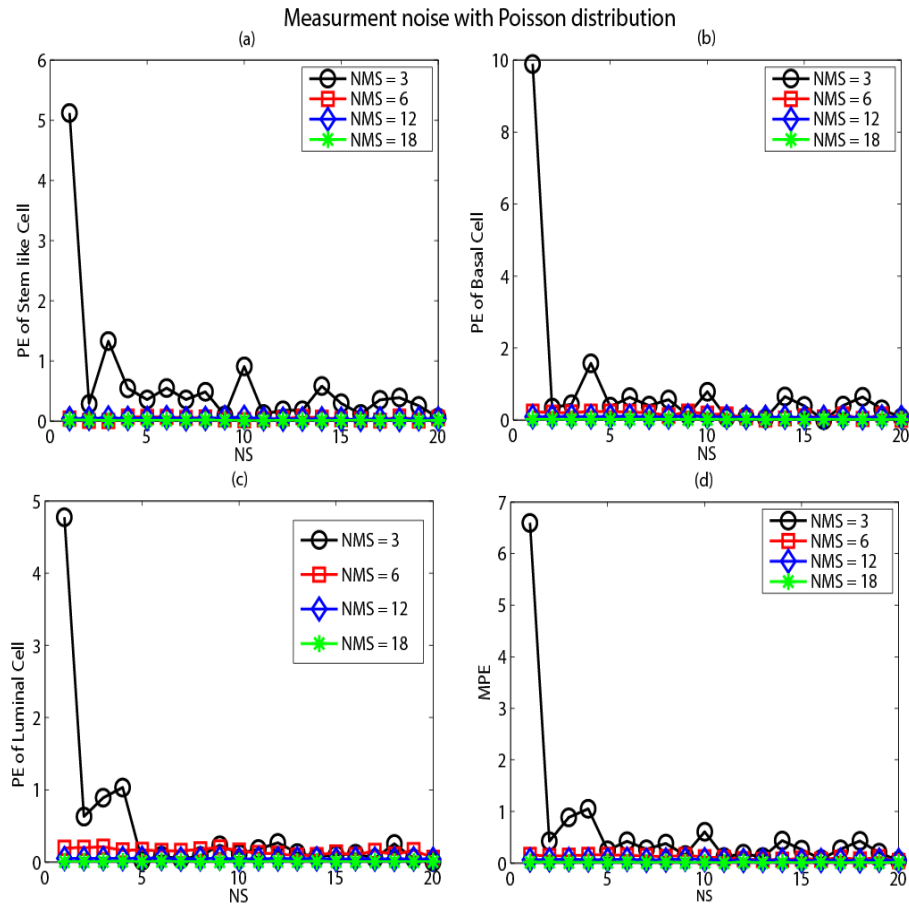 Measurment noise with Poisson distribution
(a)
6
5
4
3
2
1
0
0
5
10
15
20
NS
PE of Stem like Cell
NMS = 3
NMS = 6
NMS = 12
NMS = 18
(b)
10
8
6
4
2
0
0
5
10
15
20
NS
PE of Basal Cell
NMS = 3
NMS = 6
NMS = 12
NMS = 18
(c)
5
4
3
2
1
0
0
5
10
15
20
NS
PE of Luminal Cell
NMS = 3
NMS = 6
NMS = 12
NMS = 18
(d)
7
6
5
4
3
2
1
0
0
5
10
15
20
NS
MPE
NMS = 3
NMS = 6
NMS = 12
NMS = 18